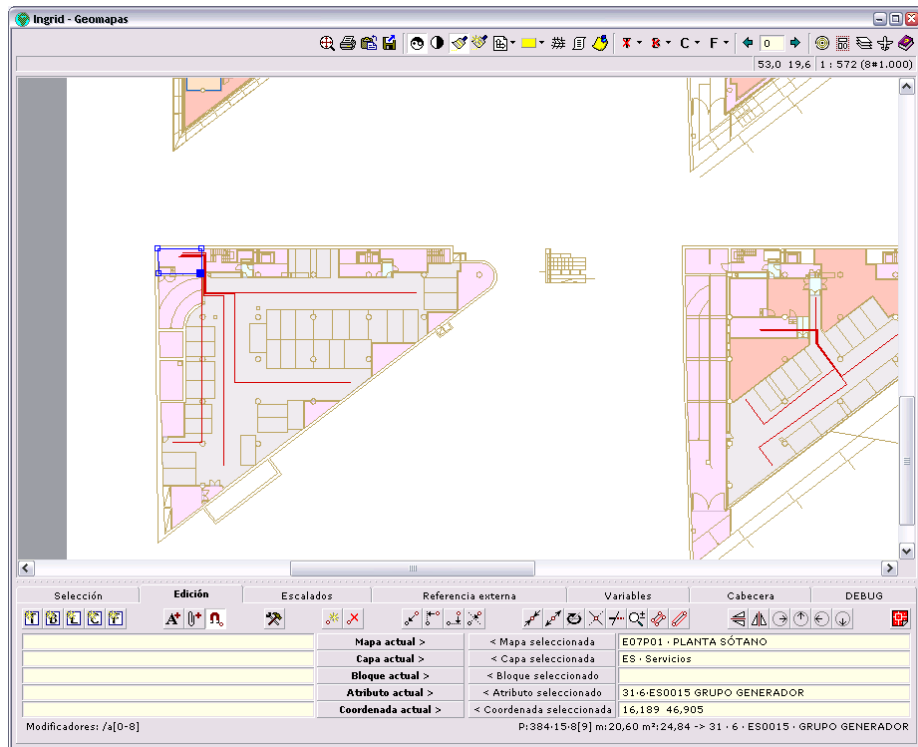 Ingrid - Geomapas
C
F
0
53,0 19,6 1 : 572 (8#1.000)
Selección Edición Escalados Referencia externa Variables Cabecera DEBUG
Mapa actual > < Mapa seleccionada E07P01 · PLANTA SÓTANO
Capa actual > < Capa seleccionada ES · Servicios
Bloque actual > < Bloque seleccionado
Atributo actual > < Atributo seleccionado 31·6·ES0015 GRUPO GENERADOR
Coordenada actual > < Coordenada seleccionada 16,189 46,905
Modificadores: /a[0-8] P:384·15·8[9] m:20,60 m²:24,84 -> 31 · 6 · ES0015 · GRUPO GENERADOR